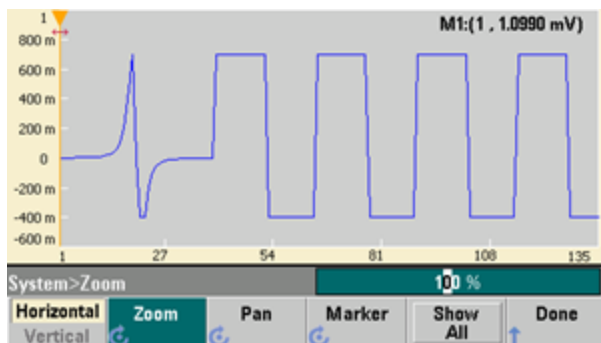 1
M1:(1 , 1.0990 mV)
800 m
600 m
400 m
200 m
0
-200 m
-400 m
-600 m
1 27 54 81 108 135
System>Zoom 100 %
Horizontal Zoom Pan Marker Show All Done
Vertical